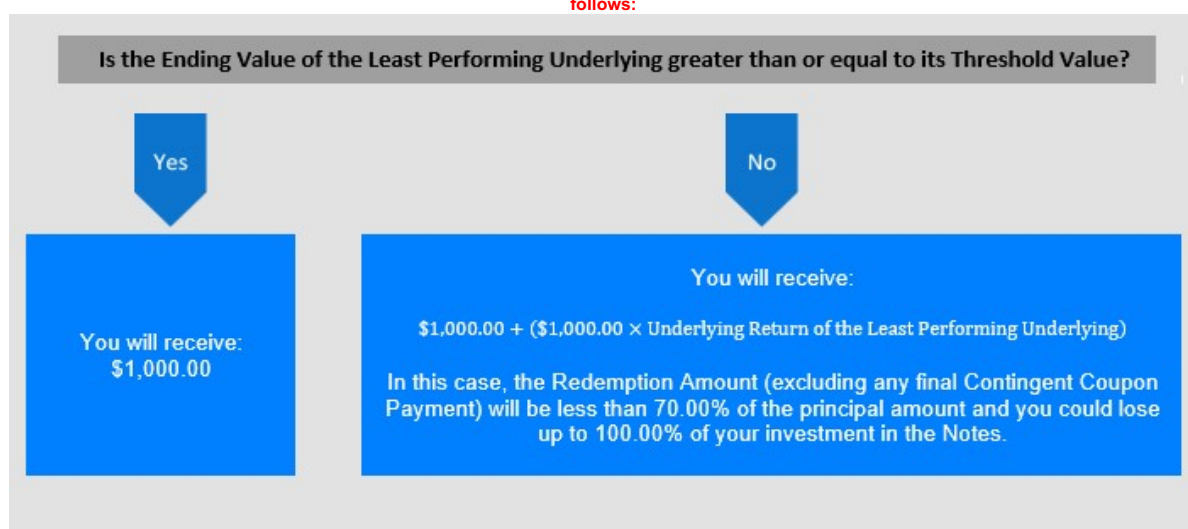 follows:
Is the Ending Value of the Least Performing Underlying greater than or equal to its Threshold Value?
Yes
No
You will receive:
$1,000.00
You will receive:
$1,000.00 + ($1,000.00 × Underlying Return of the Least Performing Underlying)
In this case, the Redemption Amount (excluding any final Contingent Coupon
Payment) will be less than 70.00% of the principal amount and you could lose
up to 100.00% of your investment in the Notes.